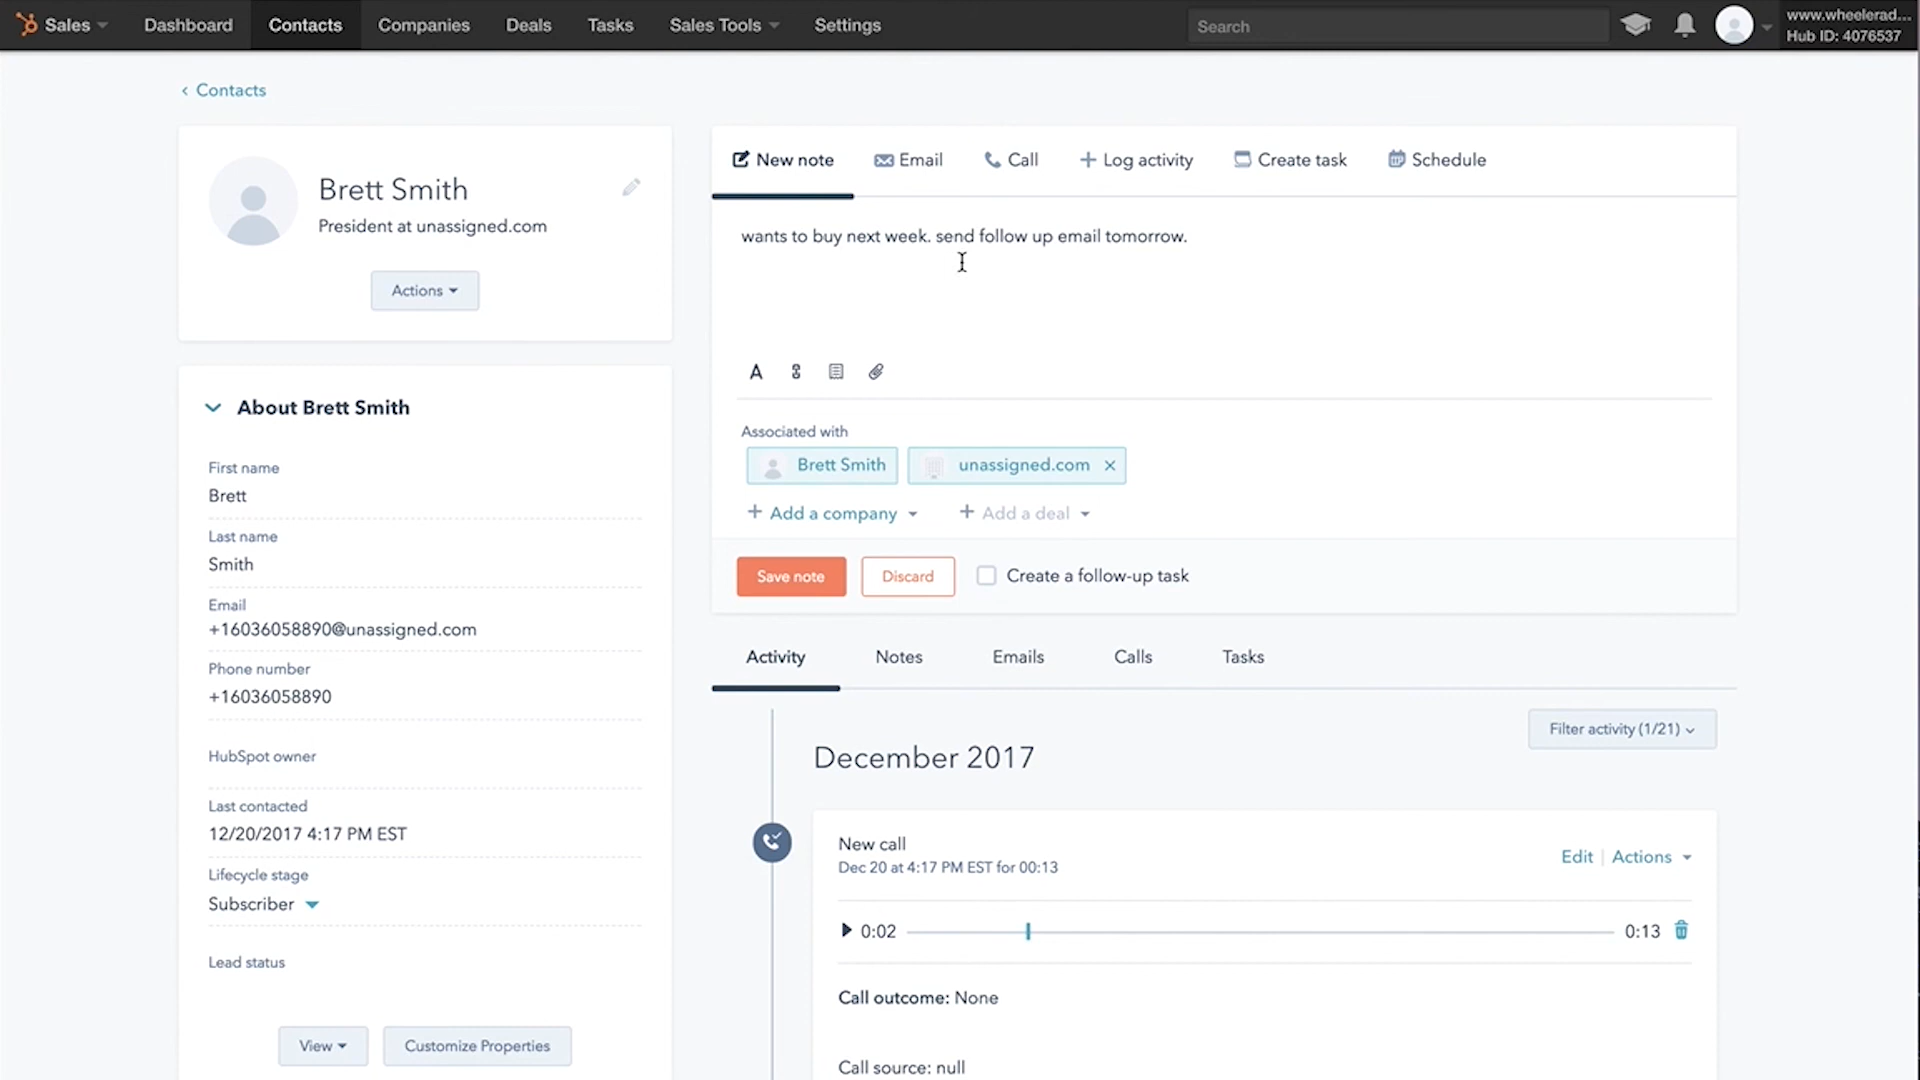 Sales Dashboard Contacts Companies Deals Tasks Sales Tools Settings Search www.wheelerad...
Hub ID: 4076537
Contacts
Brett Smith
President at unassigned.com
Actions
About Brett Smith
First name
Brett
Last name
Smith
Email
+16036058890@unassigned.com
Phone number
+16036058890
HubSpot owner
Last contacted
12/20/2017 4:17 PM EST
Lifecycle stage
Subscriber
Lead status
View Customize Properties
New note Email Call Log activity Create task Schedule
wants to buy next week. send follow up email tomorrow.
A
Associated with
Brett Smith unassigned.com
+ Add a company + Add a deal
Save note Discard Create a follow-up task
Activity Notes Emails Calls Tasks
Filter activity (1/21)
December 2017
New call
Dec 20 at 4:17 PM EST for 00:13
Edit | Actions
0:02 0:13
Call outcome: None
Call source: null